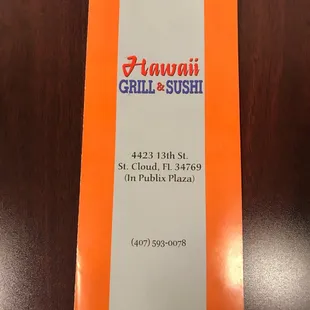 Hawaii
GRILL & SUSHI
4423 13th St.
St. Cloud, FL 34769
(In Publix Plaza)
(407) 593-0078